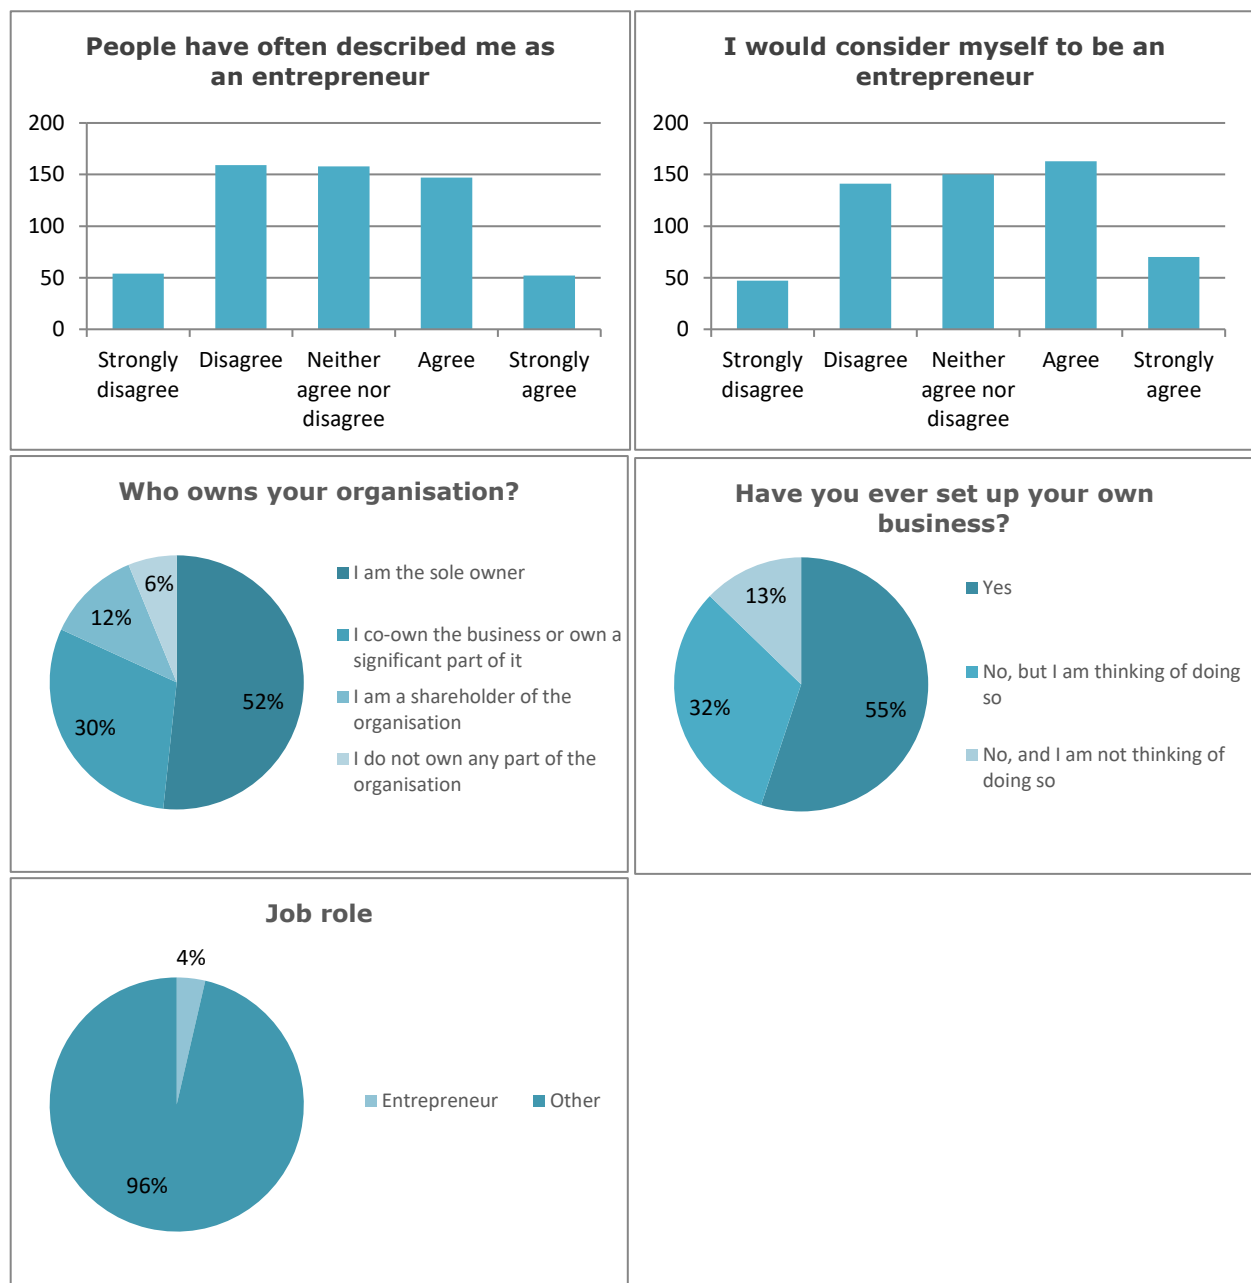 People have often described me as
an entrepreneur
200
150
100
50
0
Strongly
disagree
Disagree
Neither
agree nor
disagree
Agree
Strongly
agree
I would consider myself to be an
entrepreneur
200
150
100
50
0
Strongly
disagree
Disagree
Neither
agree nor
disagree
Agree
Strongly
agree
Who owns your organisation?
6%
12%
30%
52%
I am the sole owner
I co-own the business or own a
significant part of it
I am a shareholder of the
organisation
I do not own any part of the
organisation
Have you ever set up your own
business?
13%
32%
55%
Yes
No, but I am thinking of doing
so
No, and I am not thinking of
doing so
Job role
4%
96%
Entrepreneur
Other